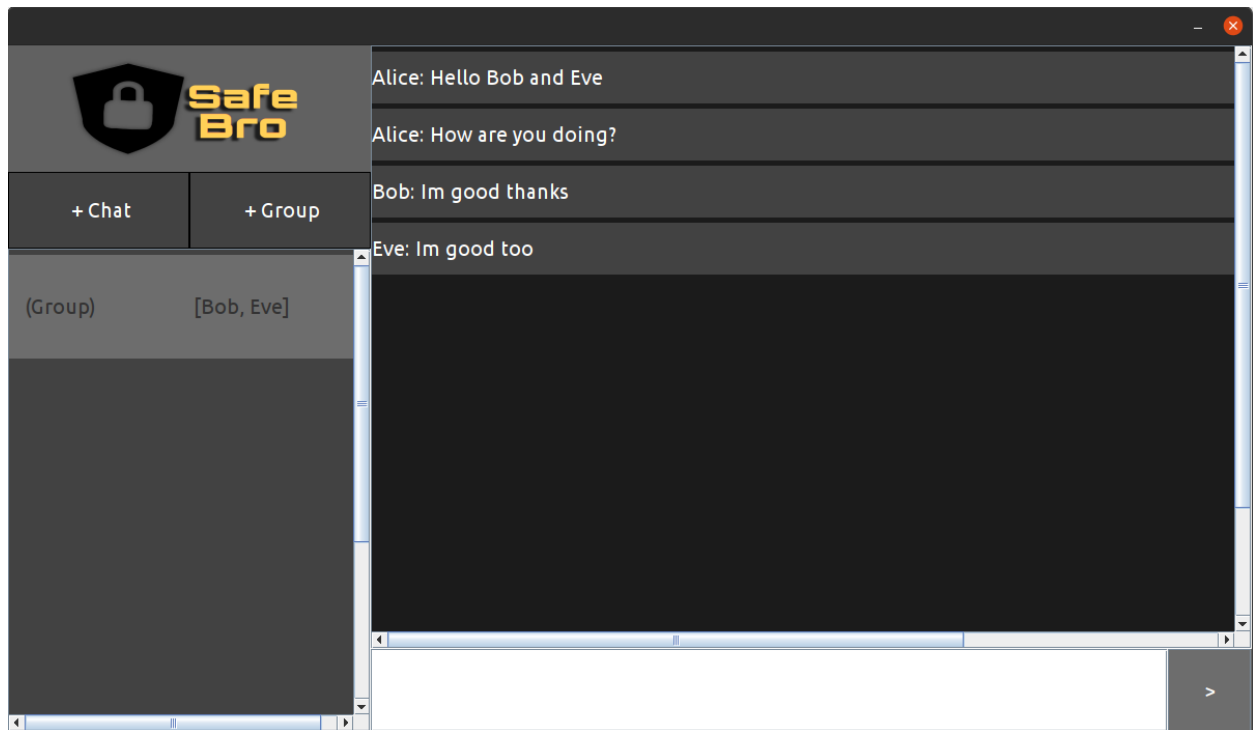 Safe
Bro
+ Chat
+ Group
(Group) [Bob, Eve]
Alice: Hello Bob and Eve
Alice: How are you doing?
Bob: Im good thanks
Eve: Im good too
>